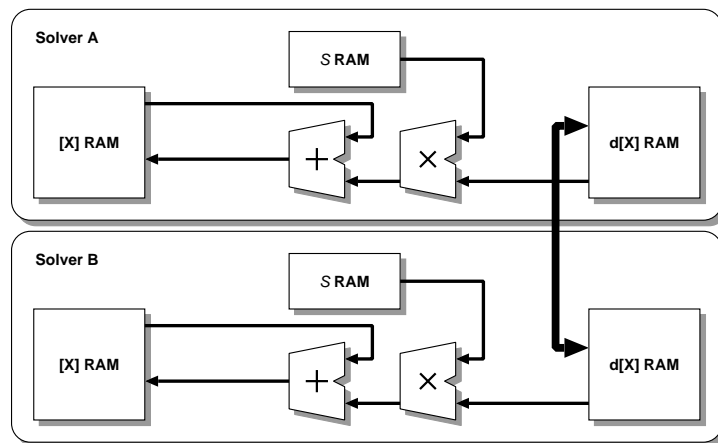 Solver A
S RAM
[X] RAM
+
×
d[X] RAM
Solver B
S RAM
[X] RAM
+
×
d[X] RAM